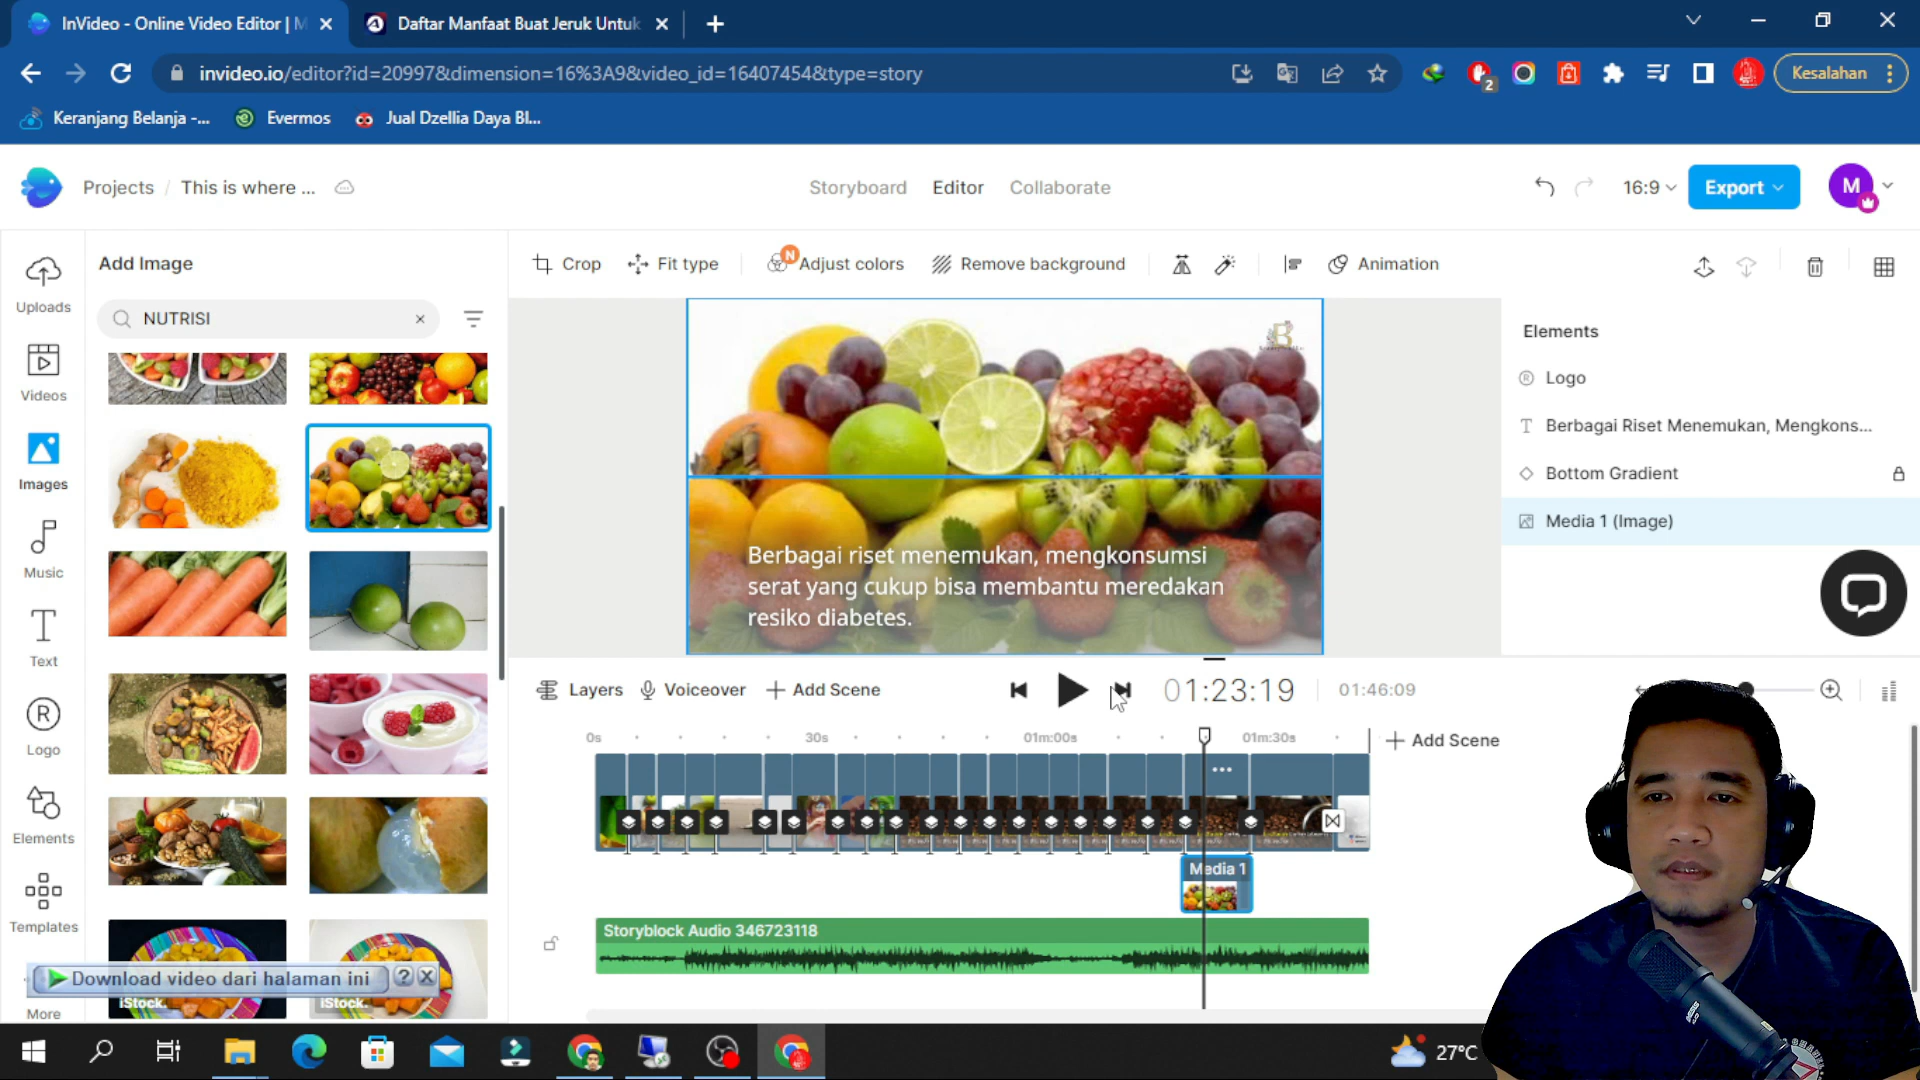 InVideo - Online Video Editor | M
Daftar Manfaat Buat Jeruk Untuk
invideo.io/editor?id=20997&dimension=16%3A9&video_id=16407454&type=story
2
Kesalahan
Keranjang Belanja -...
Evermos
Jual Dzellia Daya Bl...
Projects / This is where ...
Storyboard
Editor
Collaborate
16:9
Export
M
Uploads
Videos
Images
Music
Text
Logo
Elements
Templates
More
Add Image
NUTRISI
iStock.
iStock.
Download video dari halaman ini
Crop
Fit type
N
Adjust colors
Remove background
Animation
Berbagai riset menemukan, mengkonsumsi
serat yang cukup bisa membantu meredakan
resiko diabetes.
Elements
Logo
Berbagai Riset Menemukan, Mengkons...
Bottom Gradient
Media 1 (Image)
Layers
Voiceover
Add Scene
01:23:19
01:46:09
0s
30s
01m:00s
01m:30s
Add Scene
Media 1
Storyblock Audio 346723118
27°C